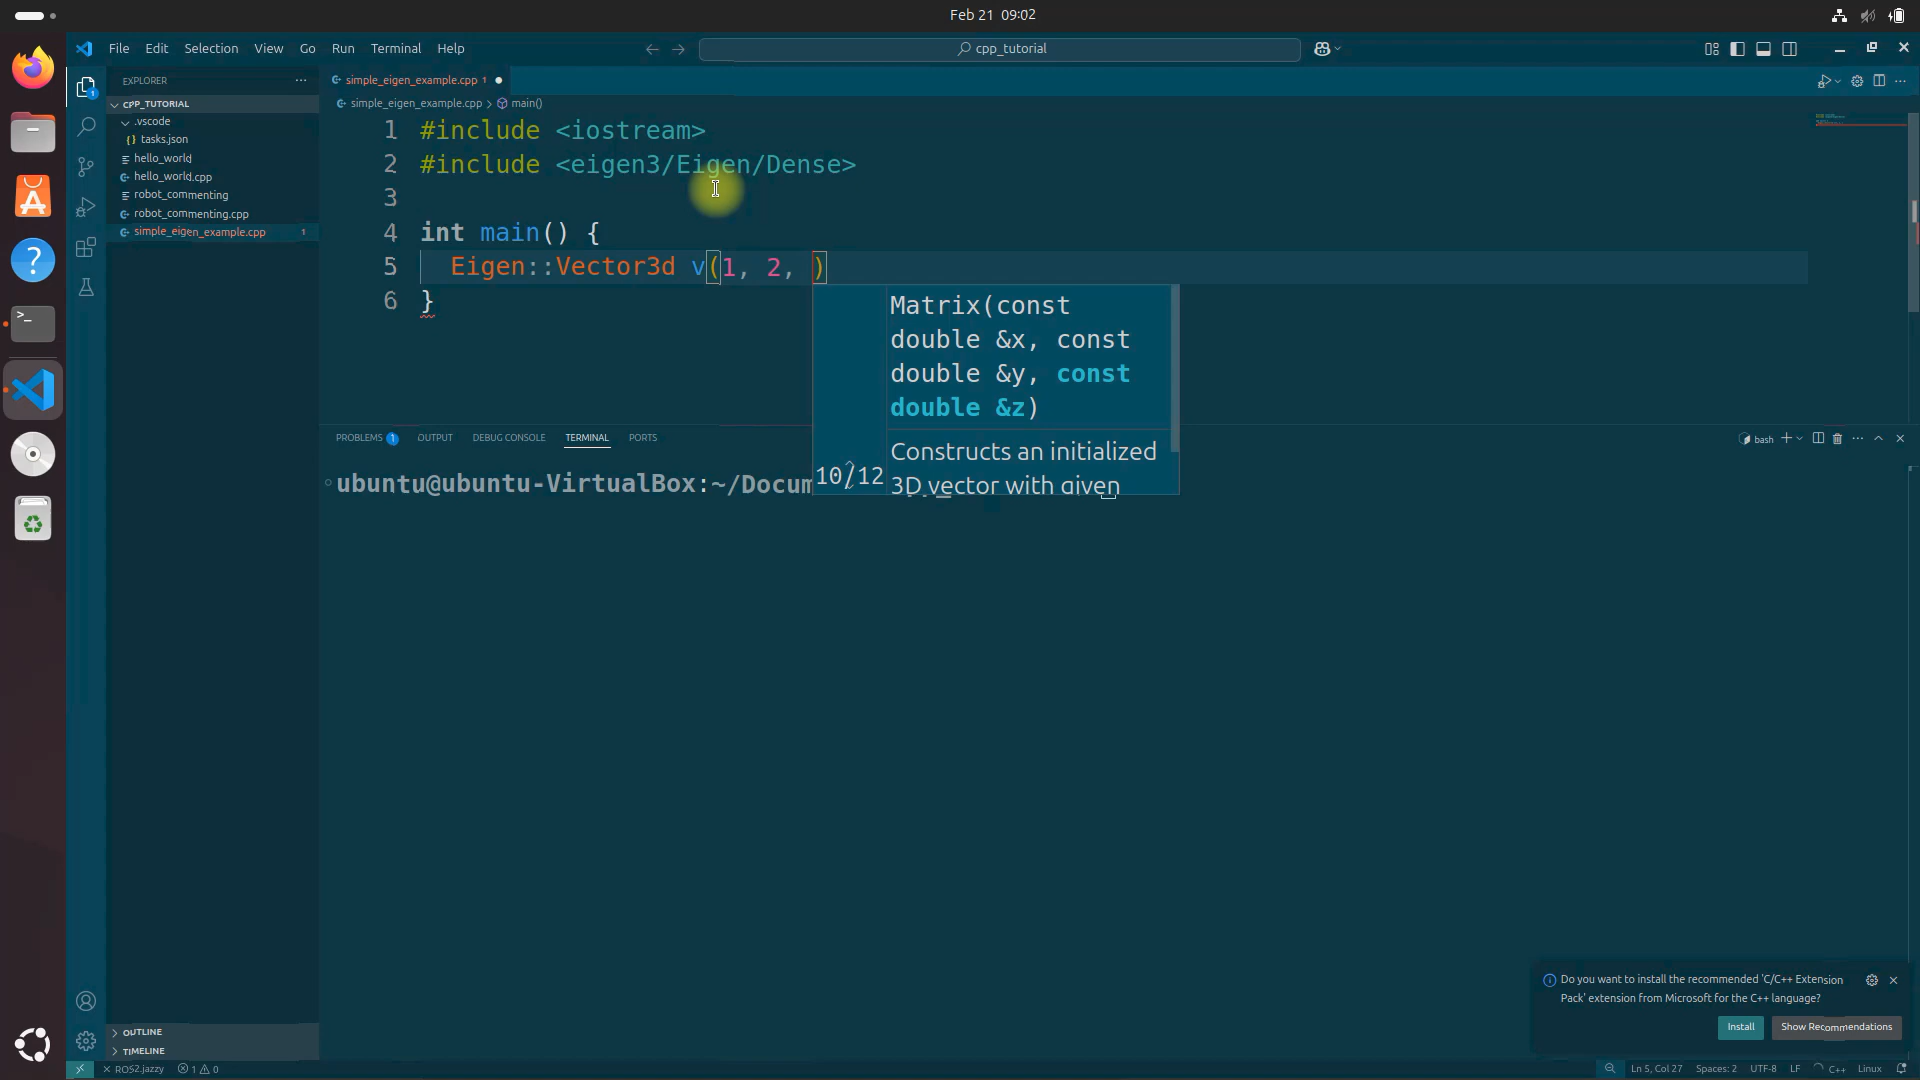 Feb 21 09:02
File Edit Selection View Go Run Terminal Help
cpp_tutorial
EXPLORER
CPP_TUTORIAL
.vscode
tasks.json
hello_world
hello_world.cpp
robot_commenting
robot_commenting.cpp
simple_eigen_example.cpp 1
OUTLINE
TIMELINE
simple_eigen_example.cpp 1
simple_eigen_example.cpp > main()
1 #include <iostream>
2 #include <eigen3/Eigen/Dense>
3
4 int main() {
5 Eigen::Vector3d v(1, 2, )
6 }
Matrix(const
double &x, const
double &y, const
double &z)
Constructs an initialized
10/12 3D vector with given
PROBLEMS 1 OUTPUT DEBUG CONSOLE TERMINAL PORTS
bash
ubuntu@ubuntu-VirtualBox:~/Docum
Do you want to install the recommended 'C/C++ Extension
Pack' extension from Microsoft for the C++ language?
Install Show Recommendations
ROS2.jazzy 1 0 Ln 5, Col 27 Spaces: 2 UTF-8 LF C++ Linux